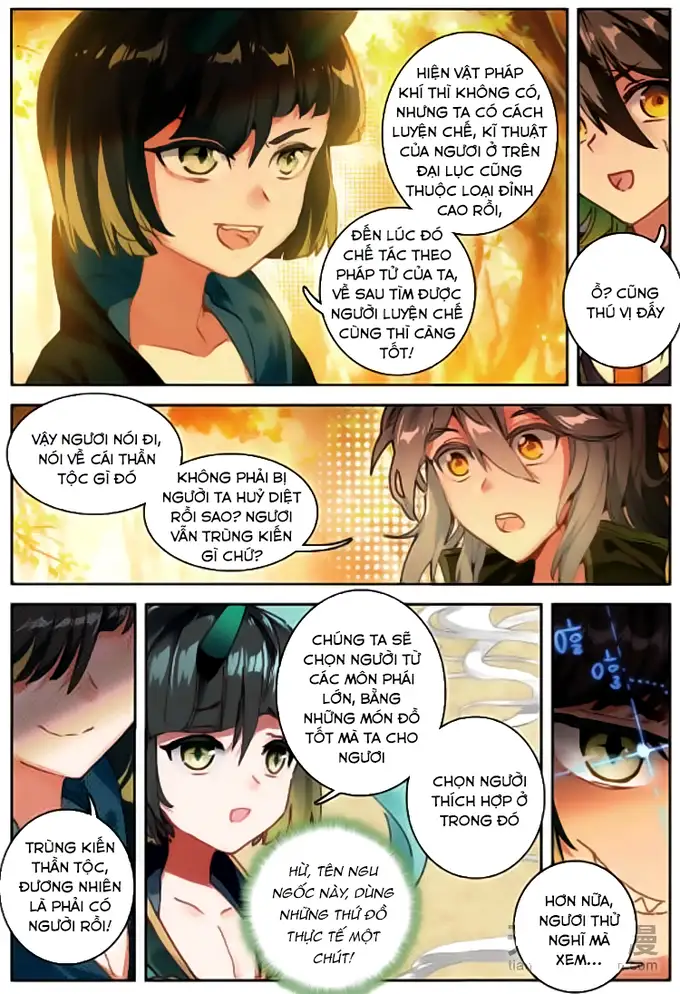 HIỆN VẬT PHÁP
KHÍ THÌ KHÔNG CÓ,
NHƯNG TA CÓ CÁCH
LUYỆN CHẾ, KĨ THUẬT
CỦA NGƯƠI Ở TRÊN
ĐẠI LỤC CŨNG
THUỘC LOẠI ĐỈNH
CAO RỒI,
ĐẾN LÚC ĐÓ
CHẾ TÁC THEO
PHÁP TỬ CỦA TA,
VỀ SAU TÌM ĐƯỢC
NGƯỜI LUYỆN CHẾ
CÙNG THÌ CÀNG
TỐT!
Ồ? CŨNG
THÚ VỊ ĐẤY
VẬY NGƯƠI NÓI ĐI,
NÓI VỀ CÁI THẦN
TỘC GÌ ĐÓ
KHÔNG PHẢI BỊ
NGƯỜI TA HUỶ DIỆT
RỒI SAO? NGƯƠI
VẪN TRÙNG KIẾN
GÌ CHỨ?
TRÙNG KIẾN
THẦN TỘC,
ĐƯƠNG NHIÊN
LÀ PHẢI CÓ
NGƯỜI RỒI!
CHÚNG TA SẼ
CHỌN NGƯỜI TỪ
CÁC MÔN PHÁI
LỚN, BẰNG
NHỮNG MÓN ĐỒ
TỐT MÀ TA CHO
NGƯƠI
CHỌN NGƯỜI
THÍCH HỢP Ở
TRONG ĐÓ
HỪ, TÊN NGU
NGỐC NÀY, DÙNG
NHỮNG THỨ ĐỒ
THỰC TẾ MỘT
CHÚT!
HƠN NỮA,
NGƯƠI THỬ
NGHĨ MÀ
XEM...
漫